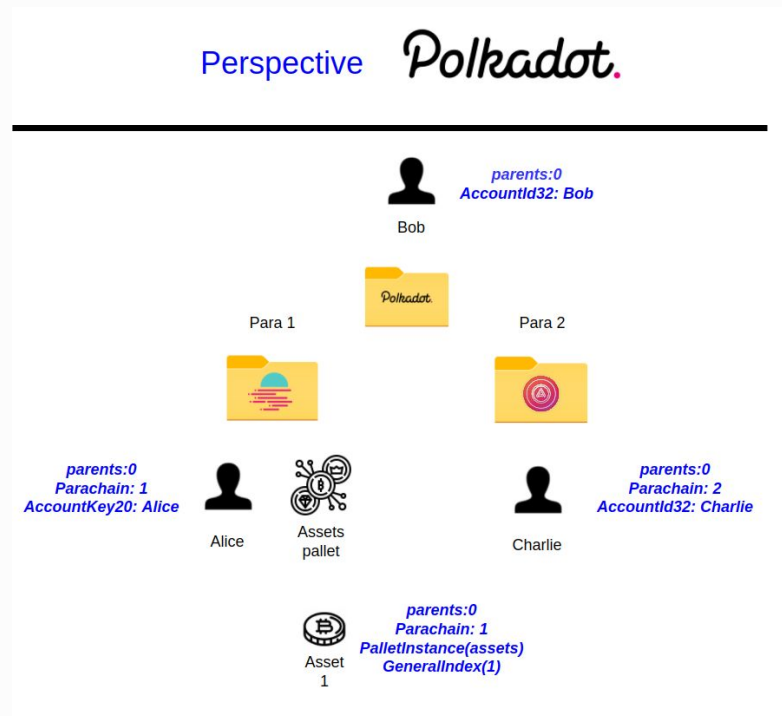 Perspective Polkadot.
parents:0
AccountId32: Bob
Bob
Polkadot.
Para 1
Para 2
parents:0
Parachain: 1
AccountKey20: Alice
Alice
Assets
pallet
parents:0
Parachain: 2
AccountId32: Charlie
Charlie
Asset
1
parents:0
Parachain: 1
PalletInstance(assets)
GeneralIndex(1)